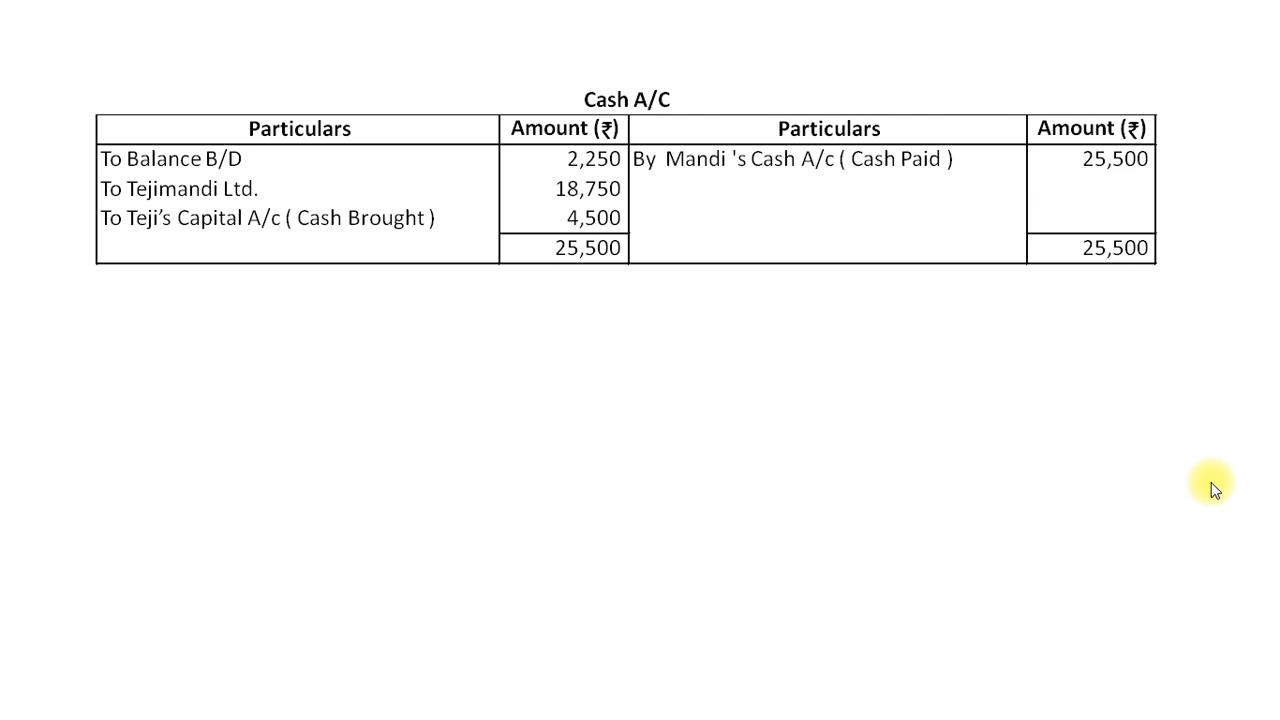 Cash A/C
Particulars Amount (₹) Particulars Amount (₹)
To Balance B/D 2,250 By Mandi 's Cash A/c ( Cash Paid ) 25,500
To Tejimandi Ltd. 18,750
To Teji’s Capital A/c ( Cash Brought ) 4,500
25,500 25,500